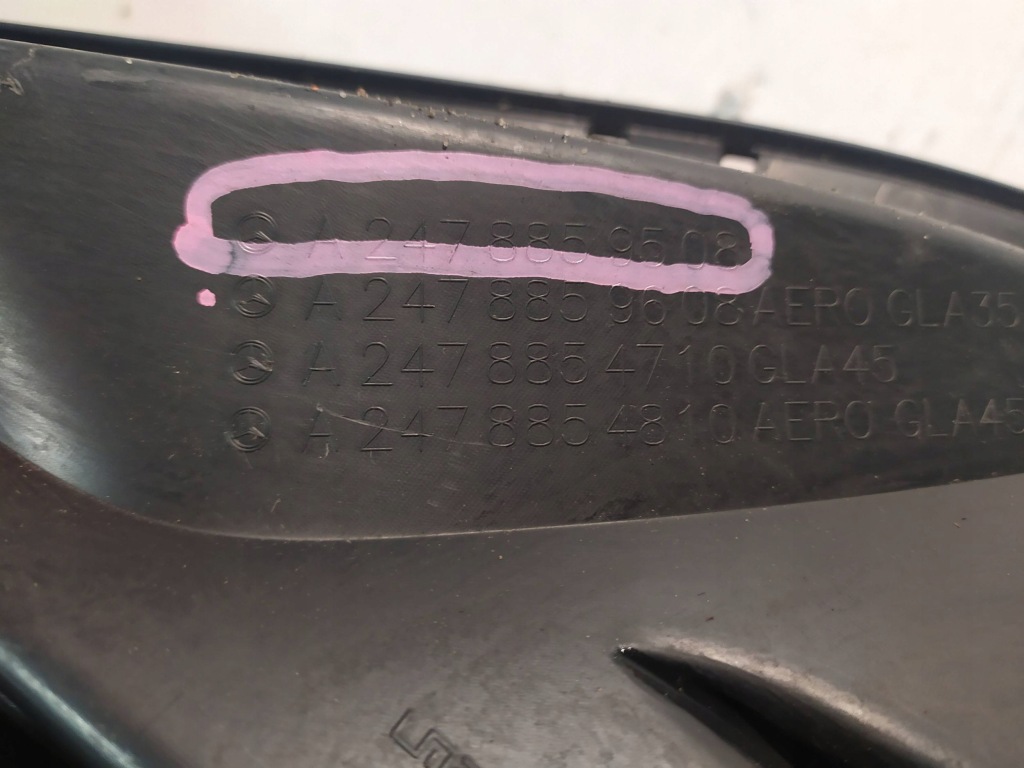 A 247 885 95 08
A 247 885 96 08 AERO GLA35
A 247 885 47 10 GLA45
A 247 885 48 10 AERO GLA45